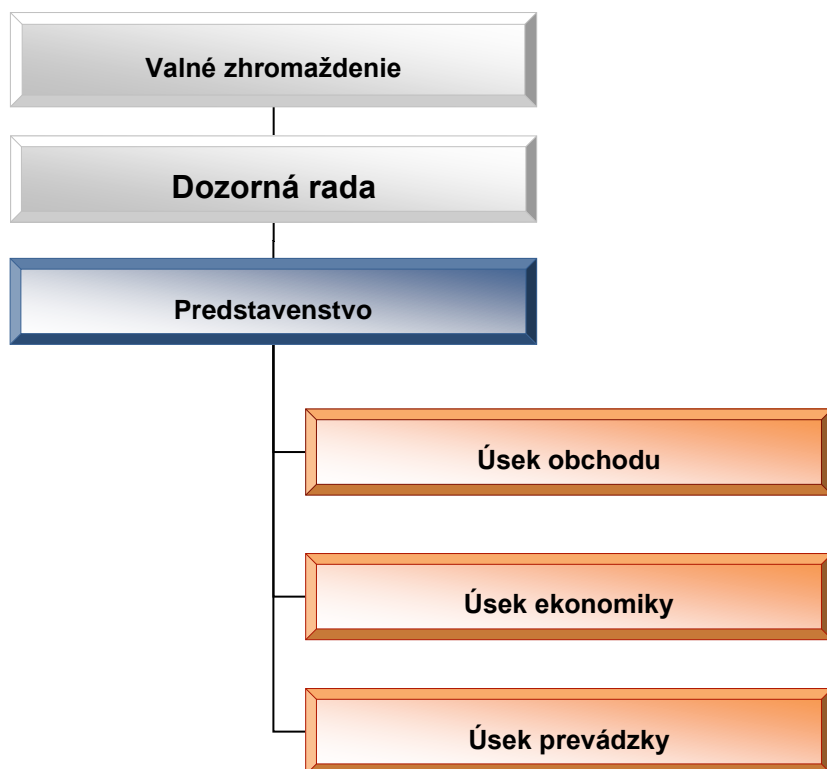 Valné zhromaždenie
Dozorná rada
Predstavenstvo
Úsek obchodu
Úsek ekonomiky
Úsek prevádzky